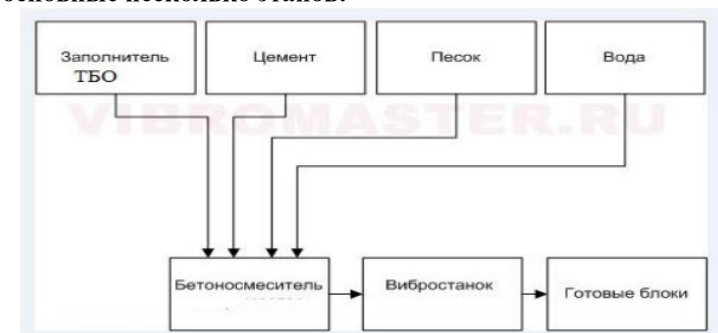 основные несколько этапов:
Заполнитель
ТБО
Цемент
Песок
Вода
VIBROMASTER.RU
Бетоносмеситель
Вибростанок
Готовые блоки